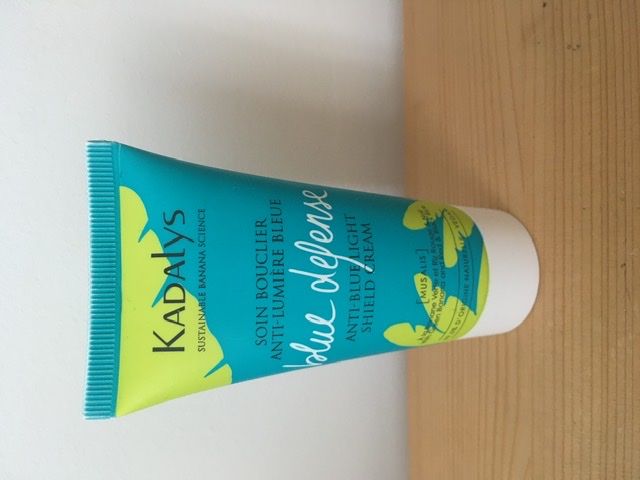 KADALYS
SUSTAINABLE BANANA SCIENCE
SOIN BOUCLIER
ANTI-LUMIÈRE BLEUE
blue defense
ANTI-BLUE LIGHT
SHIELD CREAM
[MUSALIS]